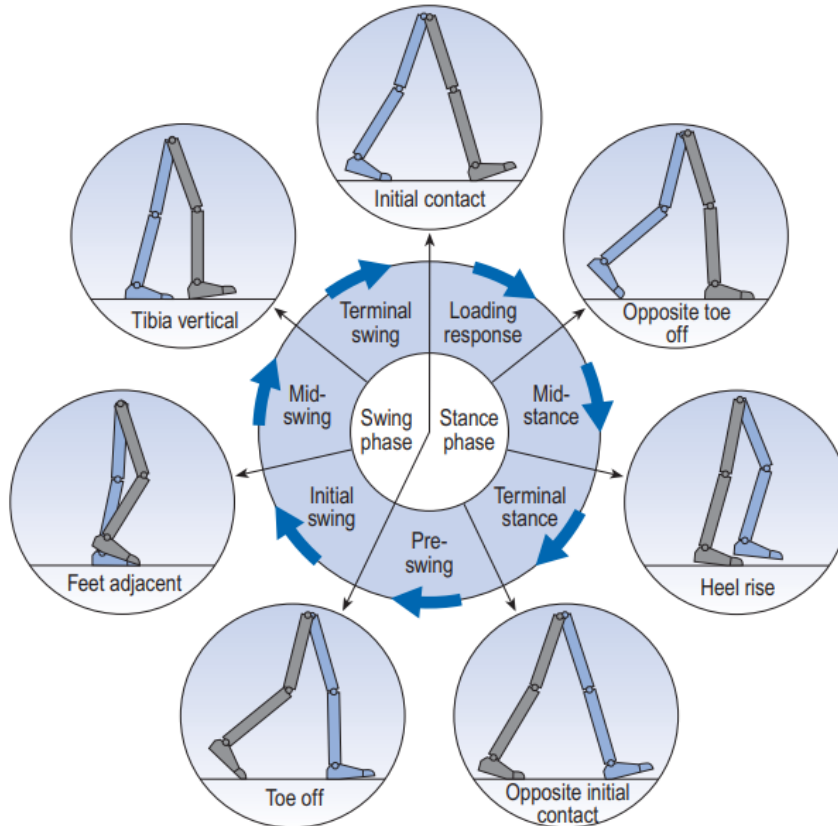 Initial contact
Opposite toe
off
Tibia vertical
Terminal
swing
Loading
response
Mid-
swing
Swing
phase
Stance
phase
Mid-
stance
Initial
swing
Terminal
stance
Pre-
swing
Feet adjacent
Heel rise
Toe off
Opposite initial
contact